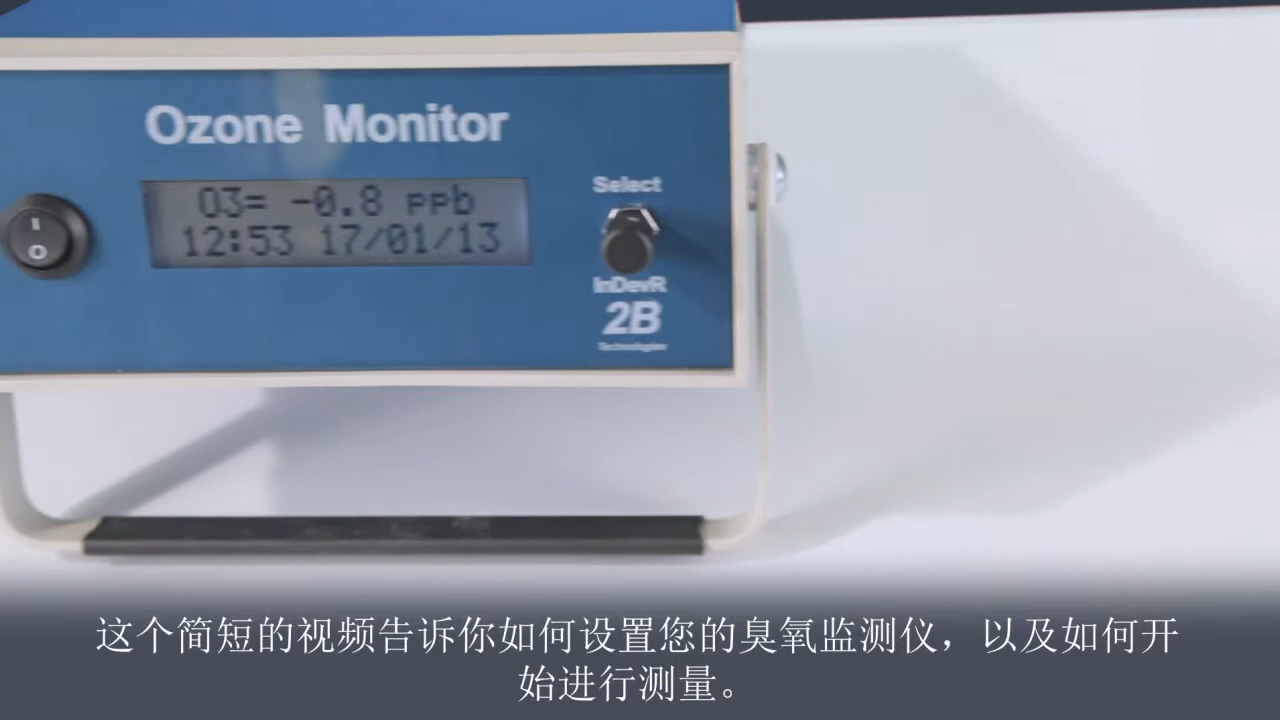 Ozone Monitor
O3= -0.8 ppb
12:53 17/01/13
I
O
Select
InDevR
2B
Technologies
这个简短的视频告诉你如何设置您的臭氧监测仪，以及如何开
始进行测量。